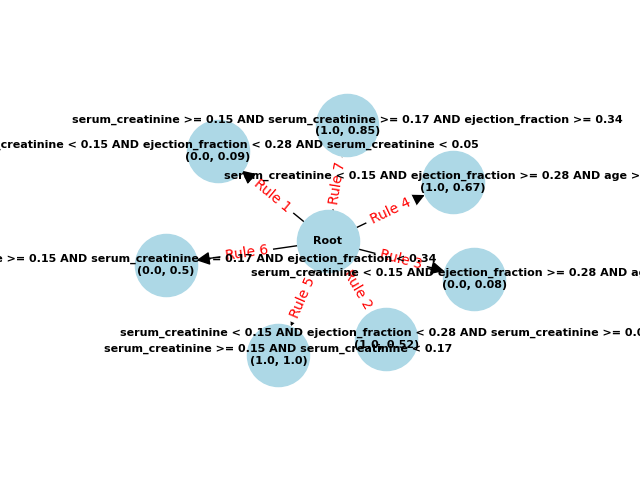 serum_creatinine >= 0.15 AND serum_creatinine >= 0.17 AND ejection_fraction >= 0.34
(1.0, 0.85)
_creatinine < 0.15 AND ejection_fraction < 0.28 AND serum_creatinine < 0.05
(0.0, 0.09)
serum_creatinine < 0.15 AND ejection_fraction >= 0.28 AND age >
(1.0, 0.67)
Rule 7
Rule 1
Rule 4
Root
Rule 6
Rule 3
>= 0.15 AND serum_creatinine >= 0.17 AND ejection_fraction < 0.34
(0.0, 0.5)
serum_creatinine < 0.15 AND ejection_fraction >= 0.28 AND
(0.0, 0.08)
Rule 5
Rule 2
serum_creatinine < 0.15 AND ejection_fraction < 0.28 AND serum_creatinine >=
(1.0, 0.52)
serum_creatinine >= 0.15 AND serum_creatinine < 0.17
(1.0, 1.0)